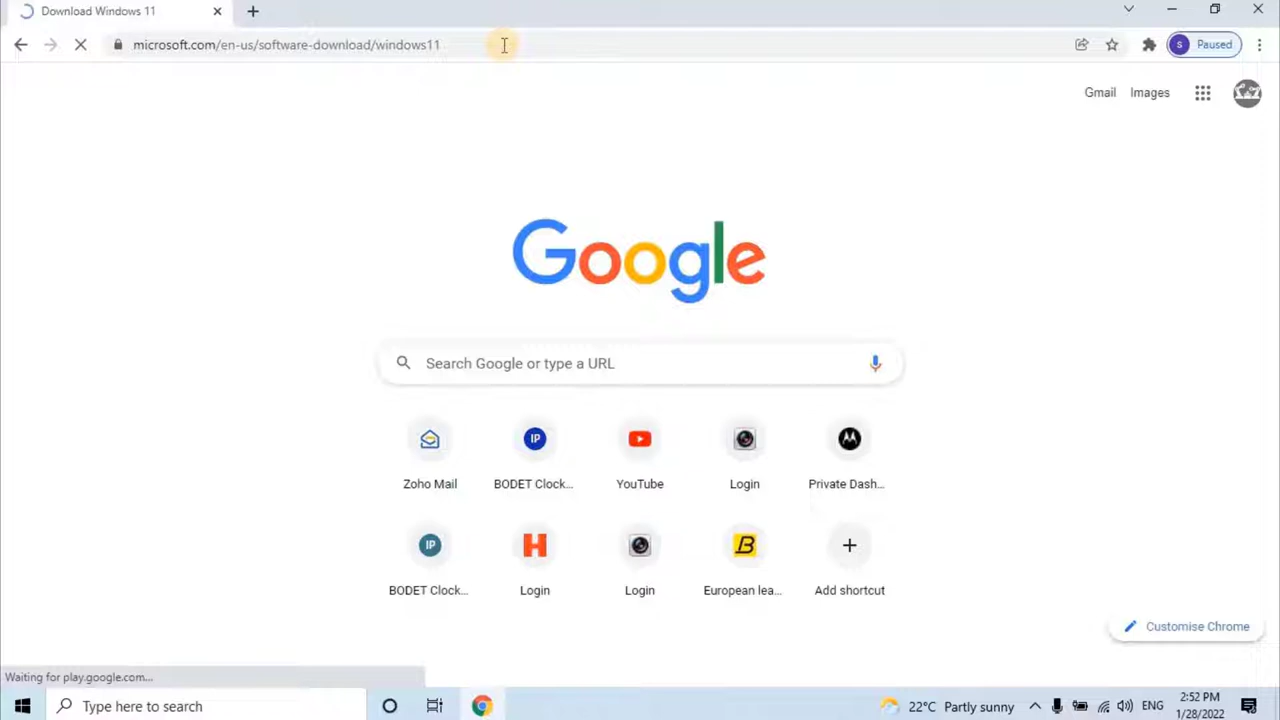 Download Windows 11
microsoft.com/en-us/software-download/windows11
S
Paused
Gmail
Images
Google
Search Google or type a URL
IP
Zoho Mail
BODET Clock...
YouTube
Login
Private Dash...
IP
H
B
BODET Clock...
Login
Login
European lea...
Add shortcut
Customise Chrome
Waiting for play.google.com...
Type here to search
22°C Partly sunny
ENG
2:52 PM
1/28/2022